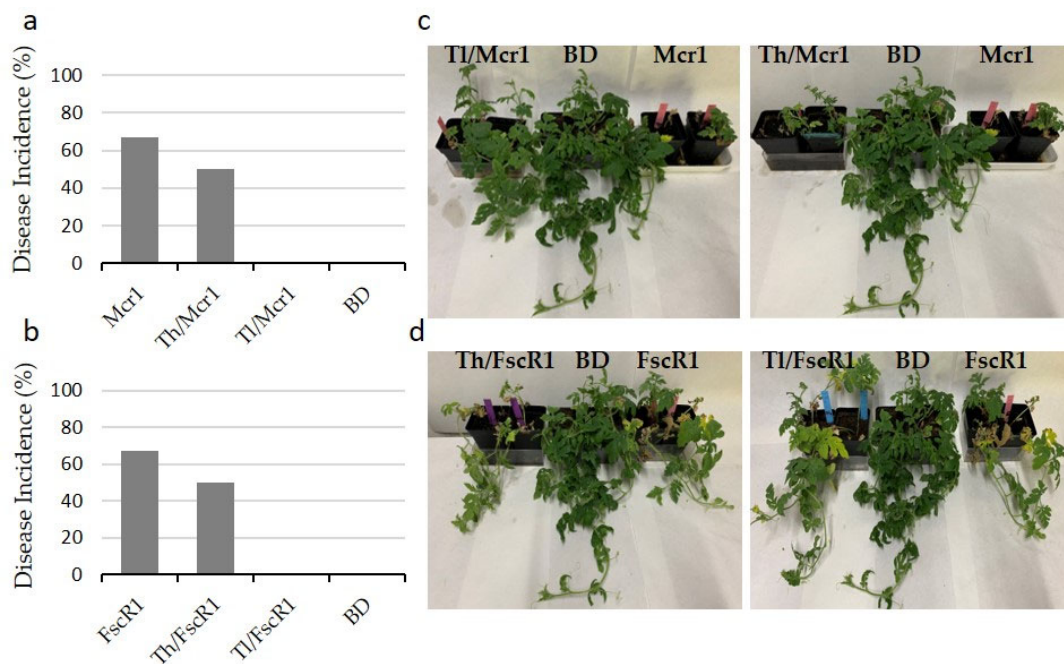 a
Disease Incidence (%)
100
80
60
40
20
0
Mcr1
Th/Mcr1
Tl/Mcr1
BD
b
Disease Incidence (%)
100
80
60
40
20
0
FscR1
Th/FscR1
Tl/FscR1
BD
c
Tl/Mcr1 BD Mcr1
Th/Mcr1 BD Mcr1
d
Th/FscR1 BD FscR1
Tl/FscR1 BD FscR1